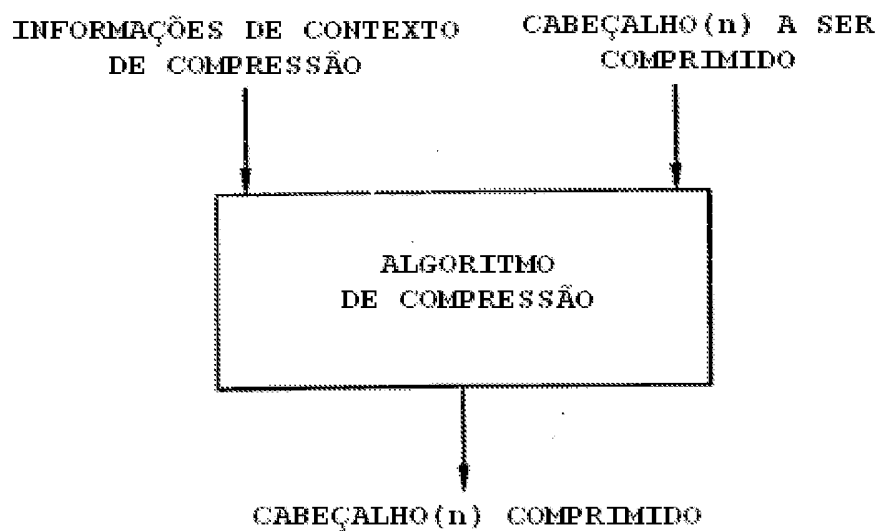 INFORMAÇÕES DE CONTEXTO
DE COMPRESSÃO
CABEÇALHO(n) A SER
COMPRIMIDO
ALGORITMO
DE COMPRESSÃO
CABEÇALHO(n) COMPRIMIDO